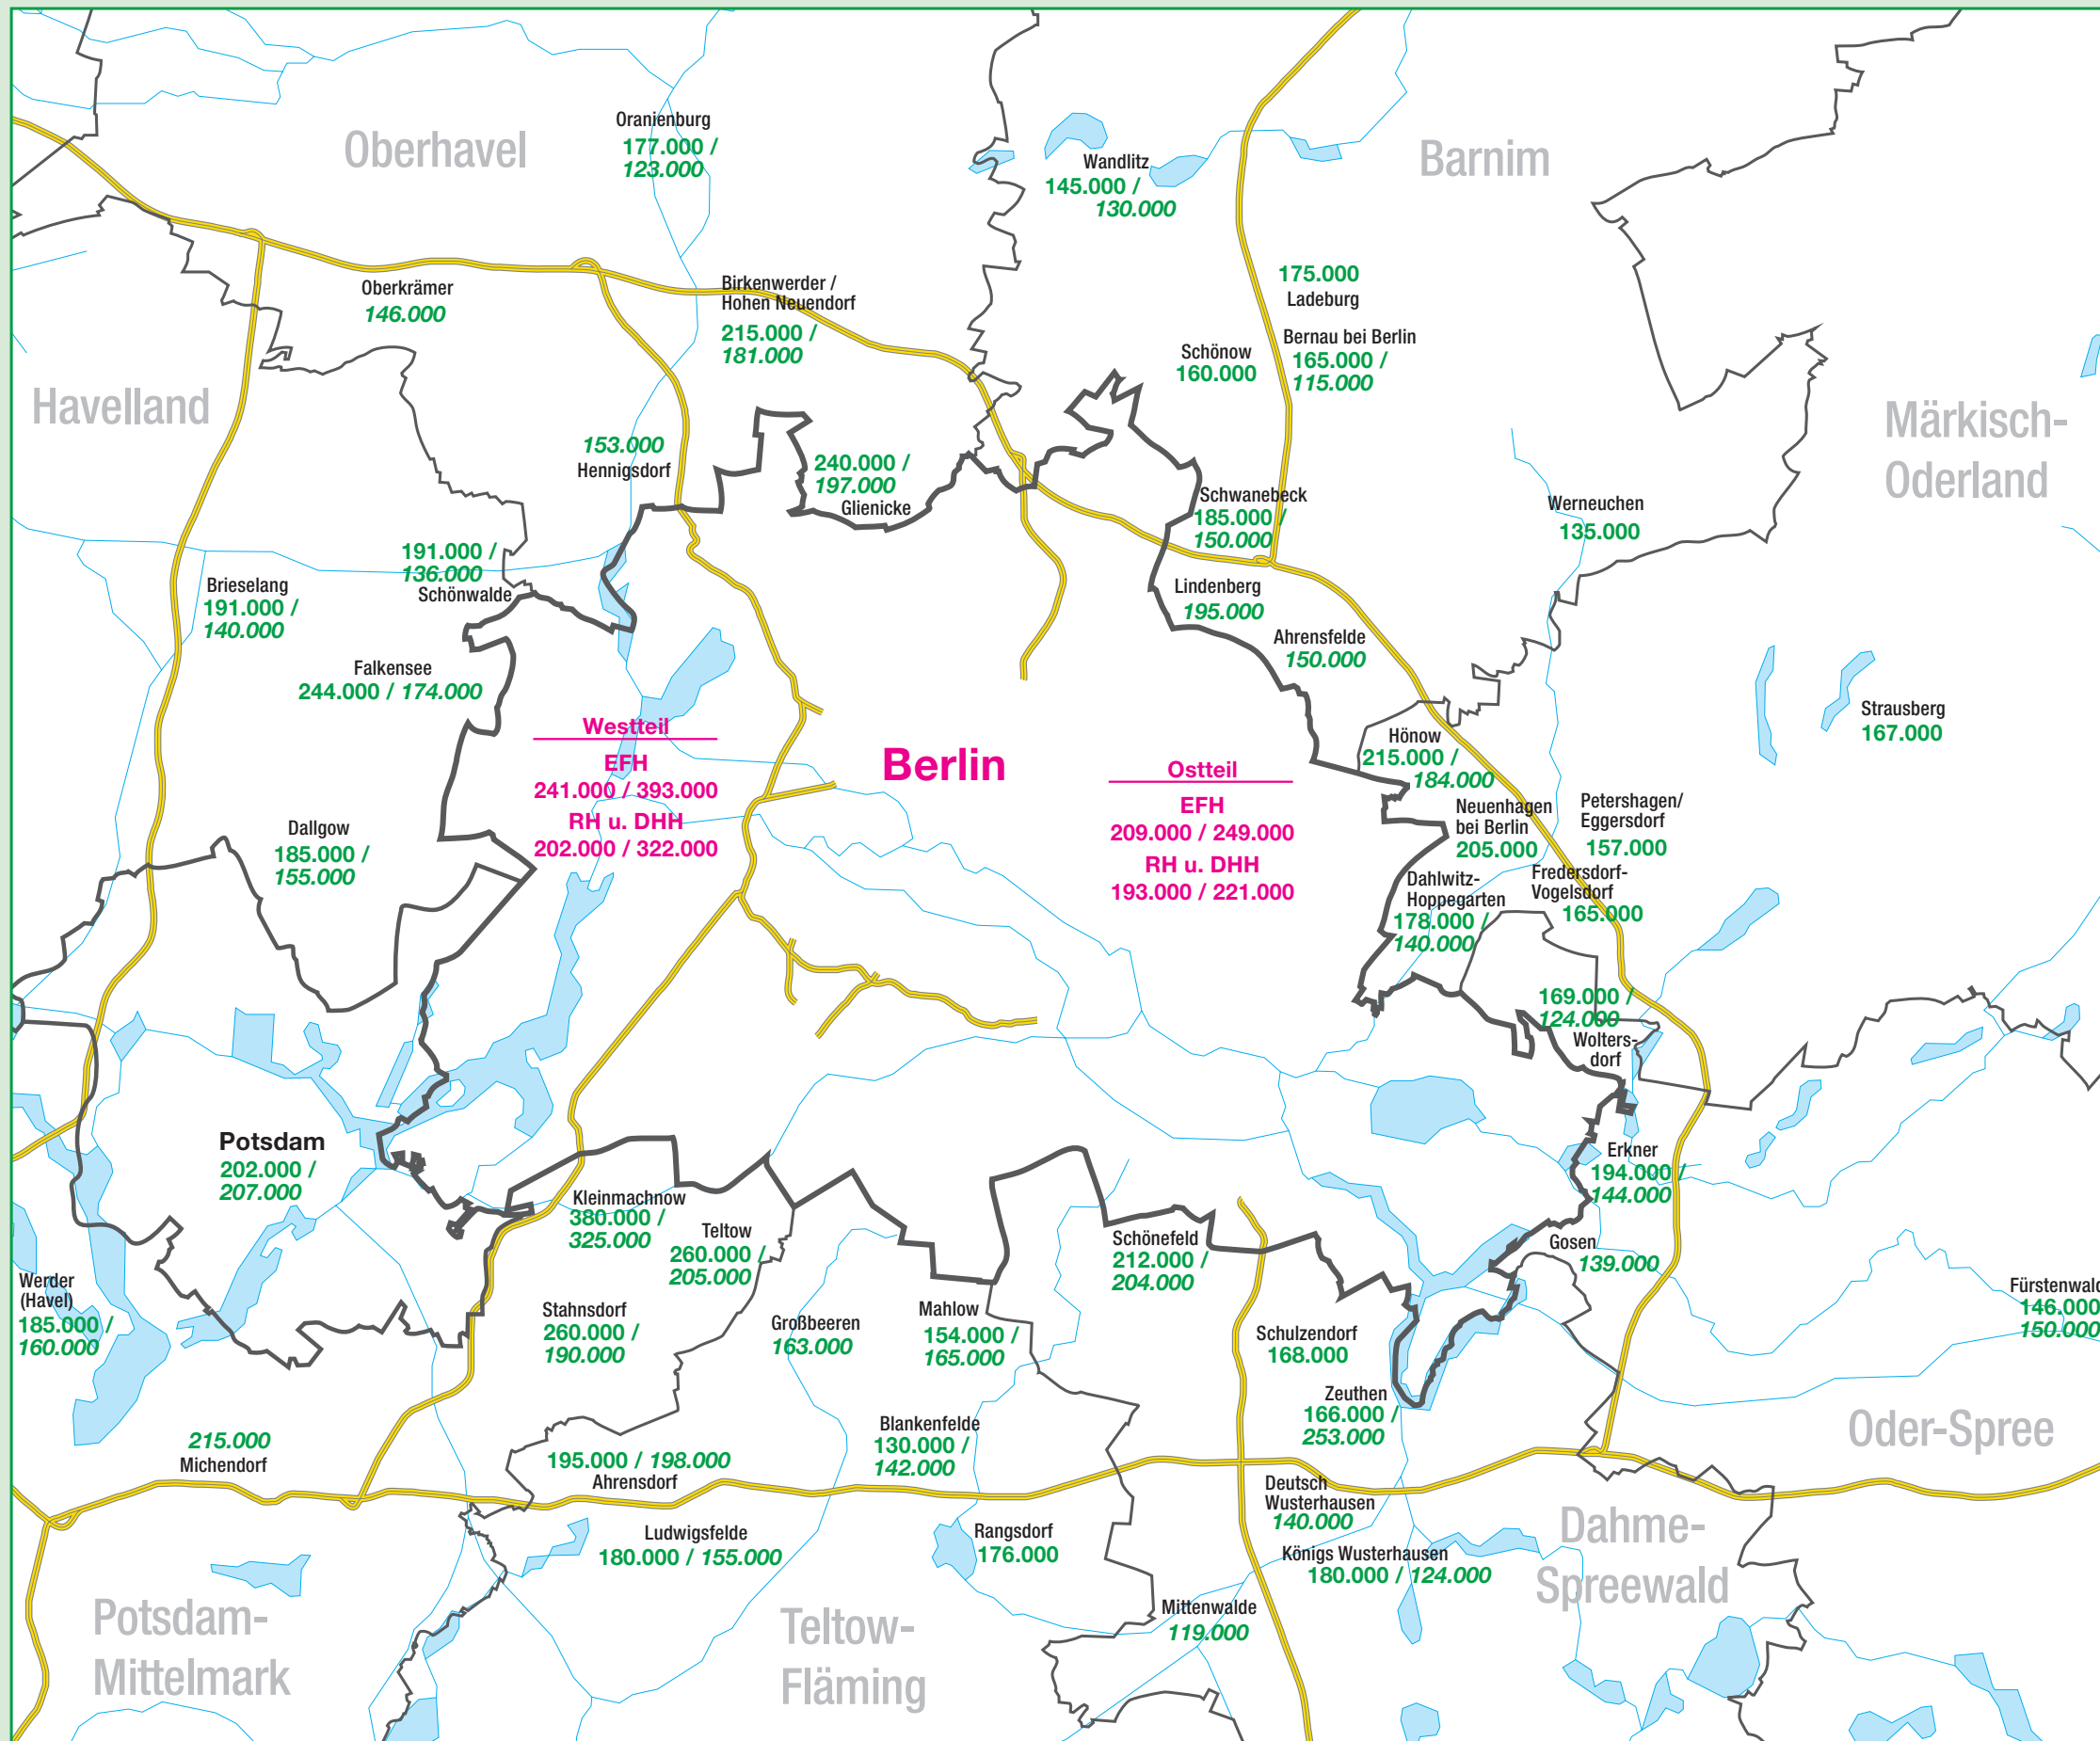 Oberhavel
Oranienburg
177.000 /
123.000
Wandlitz
145.000 /
130.000
Barnim
Oberkrämer
146.000
Birkenwerder /
Hohen Neuendorf
215.000 /
181.000
175.000
Ladeburg
Bernau bei Berlin
165.000 /
115.000
Schönow
160.000
Havelland
Märkisch-
Oderland
153.000
Hennigsdorf
240.000 /
197.000
Glienicke
Schwanebeck
185.000 /
150.000
Werneuchen
135.000
191.000 /
136.000
Schönwalde
Brieselang
191.000 /
140.000
Lindenberg
195.000
Ahrensfelde
150.000
Falkensee
244.000 / 174.000
Strausberg
167.000
Westteil
EFH
241.000 / 393.000
RH u. DHH
202.000 / 322.000
Berlin
Ostteil
EFH
209.000 / 249.000
RH u. DHH
193.000 / 221.000
Hönow
215.000 /
184.000
Neuenhagen
bei Berlin
205.000
Petershagen/
Eggersdorf
157.000
Dallgow
185.000 /
155.000
Dahlwitz-
Hoppegarten
178.000 /
140.000
Fredersdorf-
Vogelsdorf
165.000
169.000 /
124.000
Wolters-
dorf
Potsdam
202.000 /
207.000
Erkner
194.000 /
144.000
Kleinmachnow
380.000 /
325.000
Teltow
260.000 /
205.000
Schönefeld
212.000 /
204.000
Gosen
139.000
Werder
(Havel)
185.000 /
160.000
Fürstenwald
146.000
150.000
Stahnsdorf
260.000 /
190.000
Großbeeren
163.000
Mahlow
154.000 /
165.000
Schulzendorf
168.000
Zeuthen
166.000 /
253.000
Oder-Spree
215.000
Michendorf
195.000 / 198.000
Ahrensdorf
Blankenfelde
130.000 /
142.000
Deutsch
Wusterhausen
140.000
Ludwigsfelde
180.000 / 155.000
Rangsdorf
176.000
Königs Wusterhausen
180.000 / 124.000
Dahme-
Spreewald
Potsdam-
Mittelmark
Teltow-
Fläming
Mittenwalde
119.000